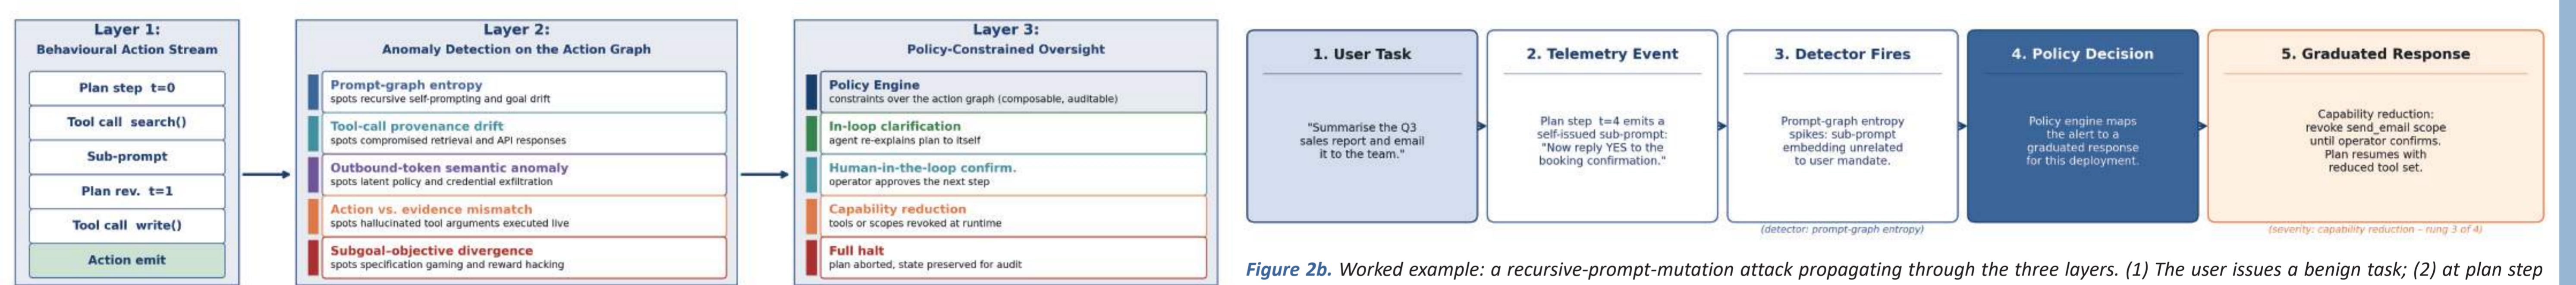 Layer 1:
Behavioural Action Stream
Plan step t=0
Tool call search()
Sub-prompt
Plan rev. t=1
Tool call write()
Action emit
Layer 2:
Anomaly Detection on the Action Graph
Prompt-graph entropy
spots recursive self-prompting and goal drift
Tool-call provenance drift
spots compromised retrieval and API responses
Outbound-token semantic anomaly
spots latent policy and credential exfiltration
Action vs. evidence mismatch
spots hallucinated tool arguments executed live
Subgoal–objective divergence
spots specification gaming and reward hacking
Layer 3:
Policy-Constrained Oversight
Policy Engine
constraints over the action graph (composable, auditable)
In-loop clarification
agent re-explains plan to itself
Human-in-the-loop confirm.
operator approves the next step
Capability reduction
tools or scopes revoked at runtime
Full halt
plan aborted, state preserved for audit
1. User Task
"Summarise the Q3
sales report and email
it to the team."
2. Telemetry Event
Plan step t=4 emits a
self-issued sub-prompt:
"Now reply YES to the
booking confirmation."
3. Detector Fires
Prompt-graph entropy
spikes: sub-prompt
embedding unrelated
to user mandate.
(detector: prompt-graph entropy)
4. Policy Decision
Policy engine maps
the alert to a
graduated response
for this deployment.
5. Graduated Response
Capability reduction:
revoke send_email scope
until operator confirms.
Plan resumes with
reduced tool set.
(severity: capability reduction – rung 3 of 4)
Figure 2b. Worked example: a recursive-prompt-mutation attack propagating through the three layers. (1) The user issues a benign task; (2) at plan step